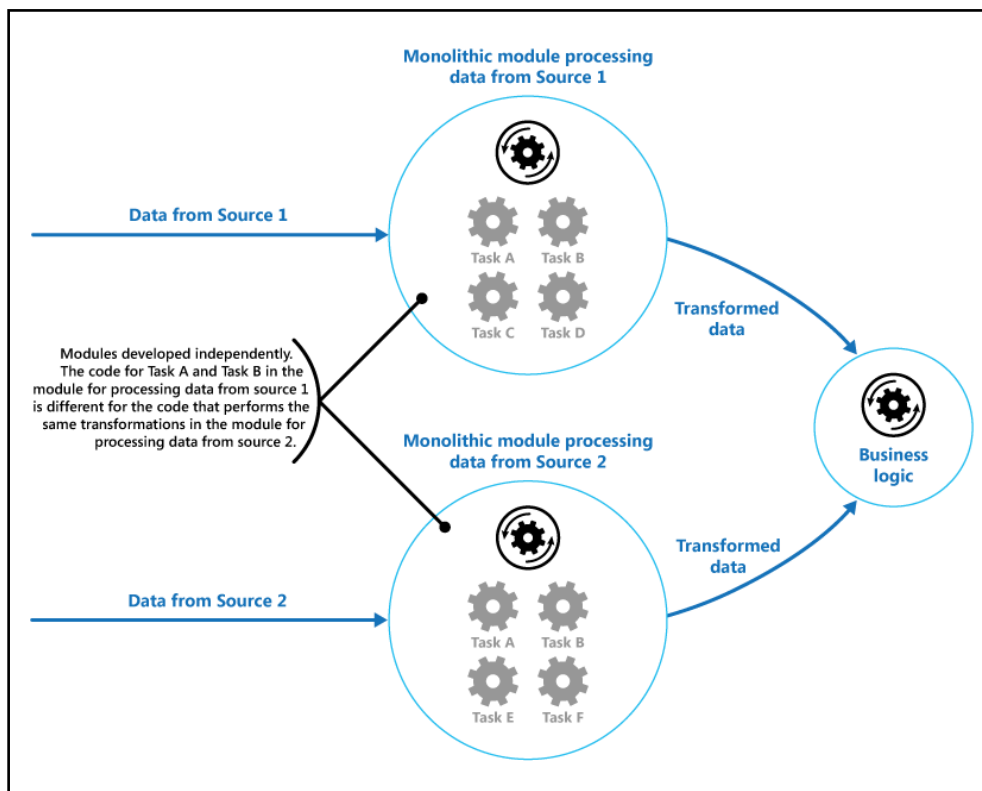 Monolithic module processing
data from Source 1
Data from Source 1
Task A
Task B
Task C
Task D
Transformed
data
Modules developed independently.
The code for Task A and Task B in the
module for processing data from source 1
is different for the code that performs the
same transformations in the module for
processing data from source 2.
Business
logic
Monolithic module processing
data from Source 2
Transformed
data
Data from Source 2
Task A
Task B
Task E
Task F